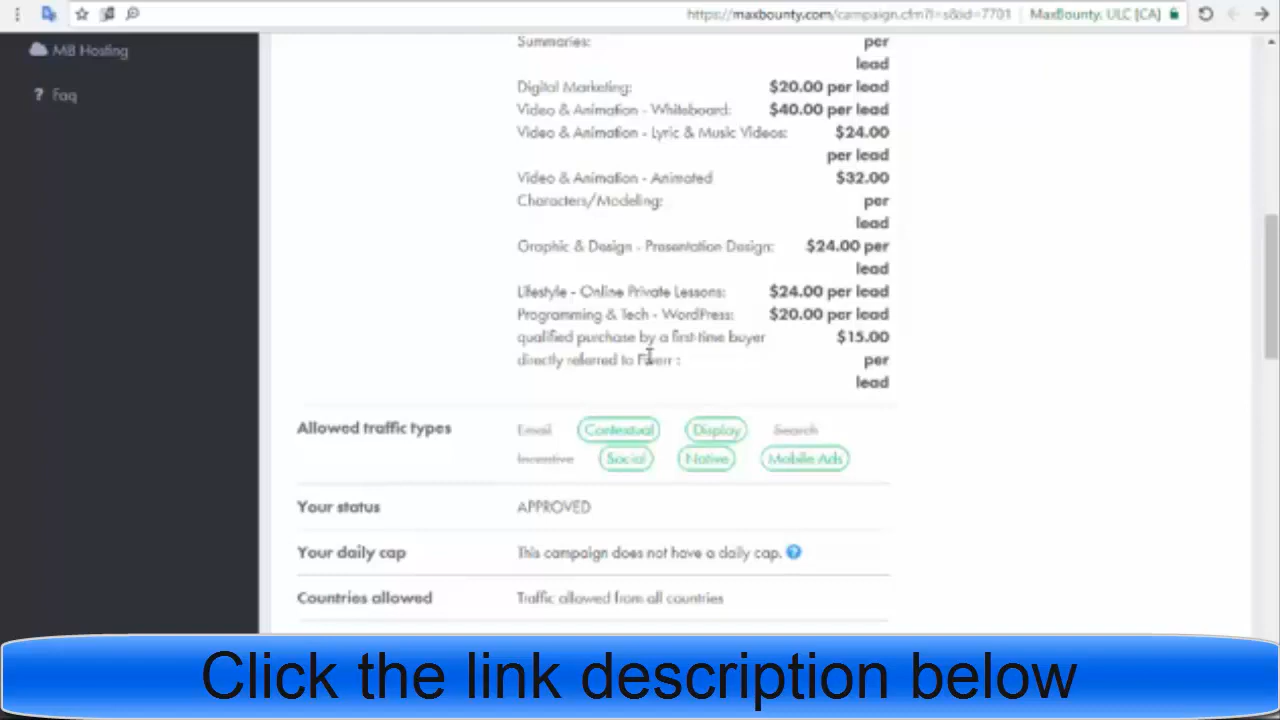 https://maxbounty.com/campaign.cfm?l=s&id=7701 MaxBounty, ULC [CA]
MB Hosting
Faq
Summaries: per
lead
Digital Marketing: $20.00 per lead
Video & Animation - Whiteboard: $40.00 per lead
Video & Animation - Lyric & Music Videos: $24.00
per lead
Video & Animation - Animated $32.00
Characters/Modeling: per
lead
Graphic & Design - Presentation Design: $24.00 per
lead
Lifestyle - Online Private Lessons: $24.00 per lead
Programming & Tech - WordPress: $20.00 per lead
qualified purchase by a first-time buyer $15.00
directly referred to Fiverr : per
lead
Allowed traffic types Email Contextual Display Search
Incentive Social Native Mobile Ads
Your status APPROVED
Your daily cap This campaign does not have a daily cap. ?
Countries allowed Traffic allowed from all countries
Click the link description below